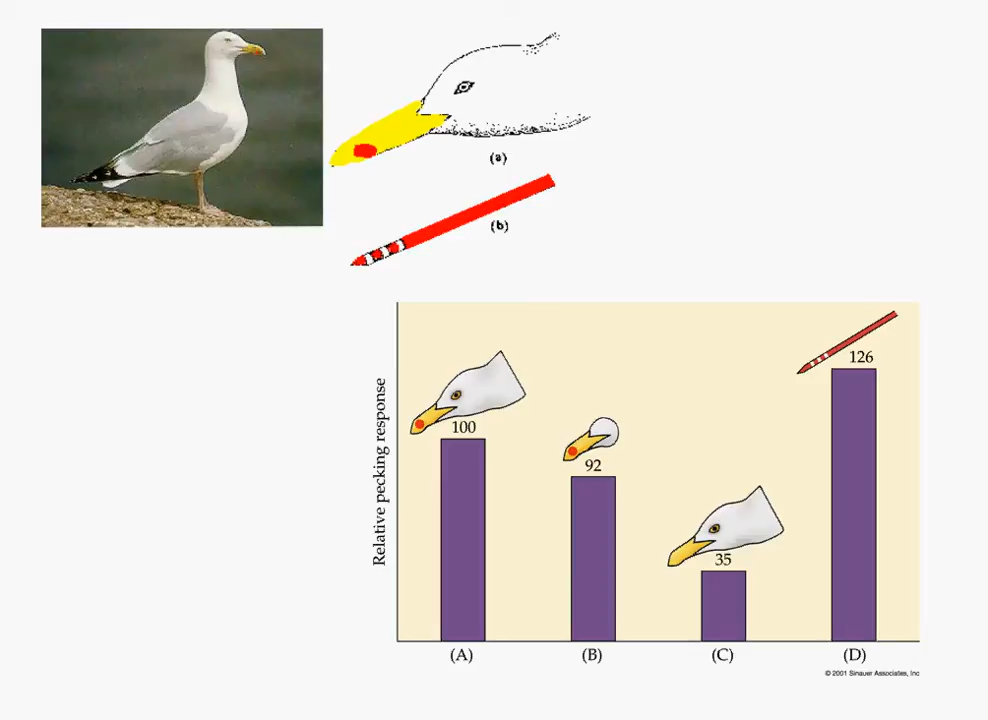 (a)
(b)
Relative pecking response
100
92
35
126
(A)
(B)
(C)
(D)
© 2001 Sinauer Associates, Inc